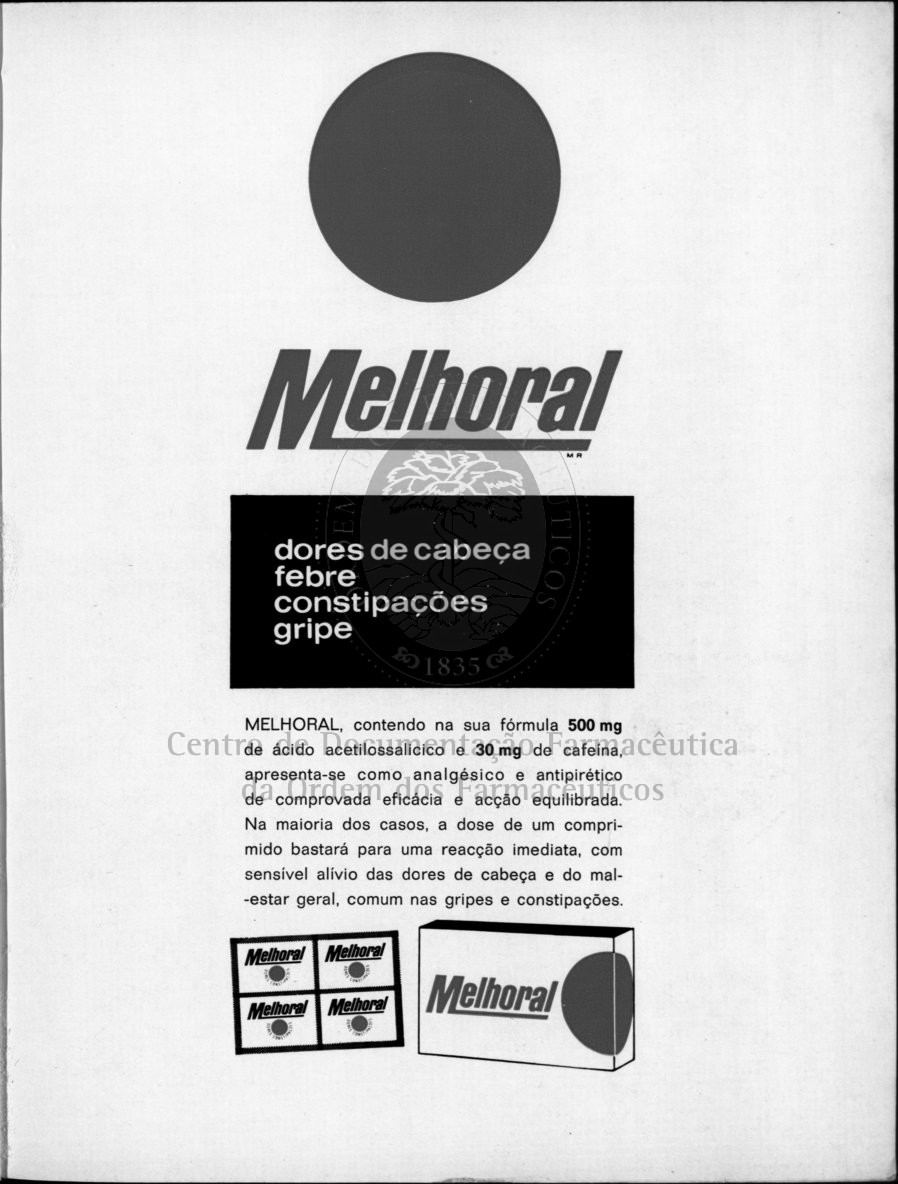 Melhoral
MR
dores de cabeça
febre
constipações
gripe
1835
MELHORAL, contendo na sua fórmula 500 mg
de ácido acetilossalicico e 30 mg de cafeína,
apresenta-se como analgésico e antipirético
de comprovada eficácia e acção equilibrada.
Na maioria dos casos, a dose de um compri-
mido bastará para uma reacção imediata, com
sensível alívio das dores de cabeça e do mal-
-estar geral, comum nas gripes e constipações.
Centro de Documentação Farmacêutica
da Ordem dos Farmacêuticos
Melhoral
Melhoral
Melhoral
Melhoral
Melhoral